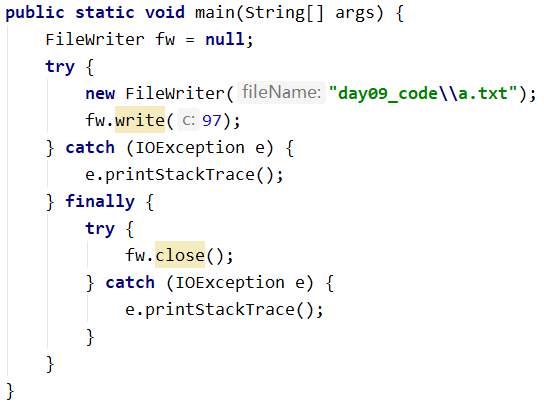 public static void main(String[] args) {
    FileWriter fw = null;
    try {
        new FileWriter( fileName: "day09_code\\a.txt");
        fw.write( c: 97);
    } catch (IOException e) {
        e.printStackTrace();
    } finally {
        try {
            fw.close();
        } catch (IOException e) {
            e.printStackTrace();
        }
    }
}